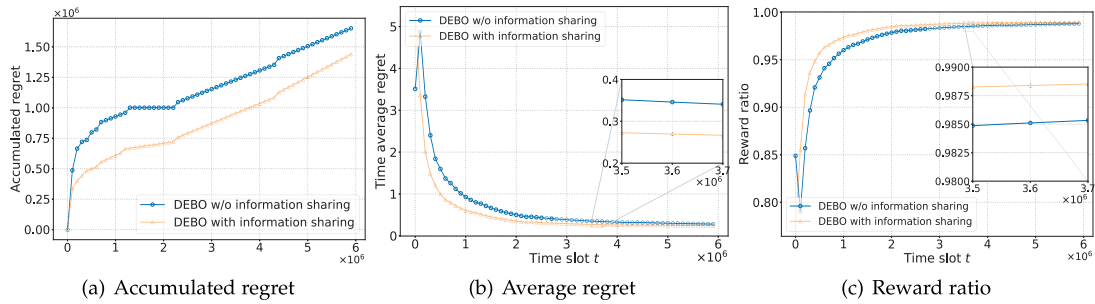 ×10⁶
1.50
1.25
1.00
0.75
0.50
0.25
0.00
Accumulated regret
DEBO w/o information sharing
DEBO with information sharing
0 1 2 3 4 5 6
×10⁶
(a) Accumulated regret
5
4
3
2
1
0
Time average regret
DEBO w/o information sharing
DEBO with information sharing
0.4
0.3
0.2
3.5 3.6 3.7
×10⁶
0 1 2 3 4 5 6
Time slot t
×10⁶
(b) Average regret
1.00
0.95
0.90
0.85
0.80
Reward ratio
0.9900
0.9875
0.9850
0.9825
0.9800
3.5 3.6 3.7
×10⁶
DEBO w/o information sharing
DEBO with information sharing
0 1 2 3 4 5 6
Time slot t
×10⁶
(c) Reward ratio